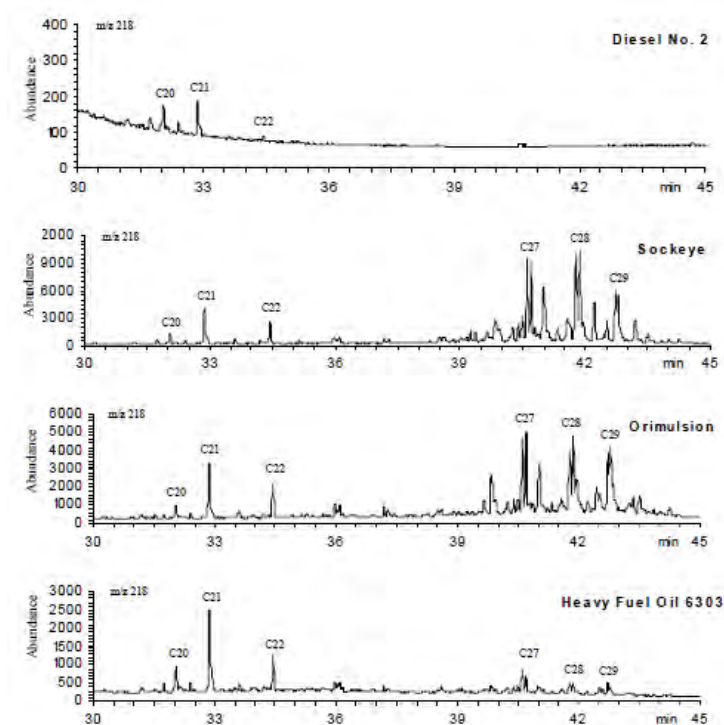 m/z 218
Diesel No. 2
Abundance
400
300
200
100
0
C20
C21
C22
30 33 36 39 42 min 45
m/z 218
Sockeye
Abundance
2000
9000
6000
3000
0
C20
C21
C22
C27
C28
C29
30 33 36 39 42 min 45
m/z 218
Orimulsion
Abundance
6000
5000
4000
3000
2000
1000
0
C20
C21
C22
C27
C28
C29
30 33 36 39 42 min 45
m/z 218
Heavy Fuel Oil 6303
Abundance
3000
2500
2000
1500
1000
500
0
C20
C21
C22
C27
C28
C29
30 33 36 39 42 min 45